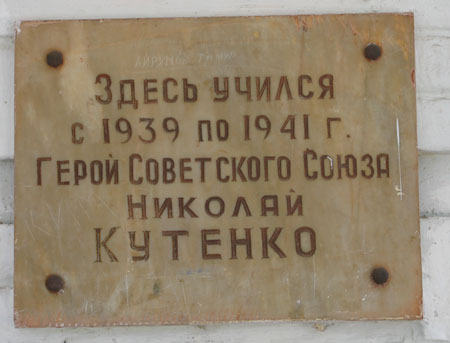 Здесь учился
с 1939 по 1941 г.
Герой Советского Союза
Николай
Кутенко